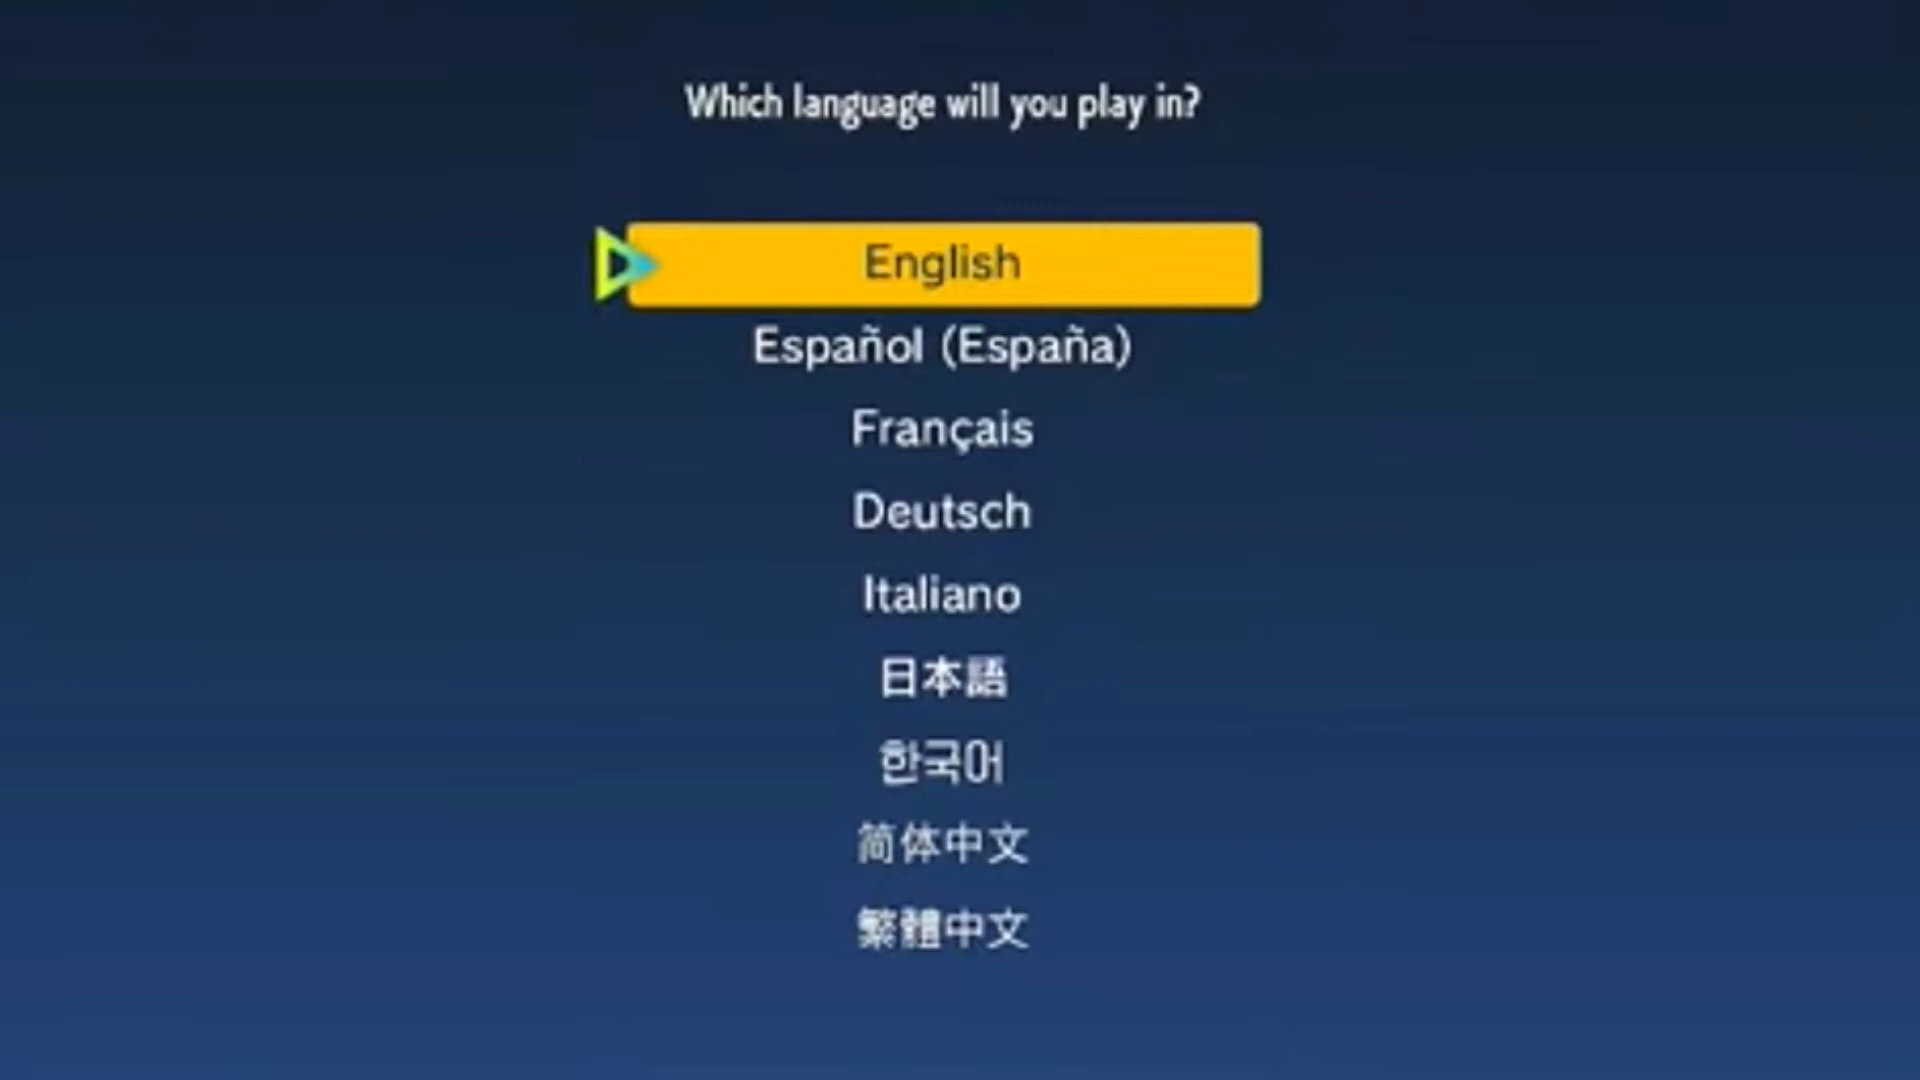 Which language will you play in?
English
Español (España)
Français
Deutsch
Italiano
日本語
한국어
简体中文
繁體中文